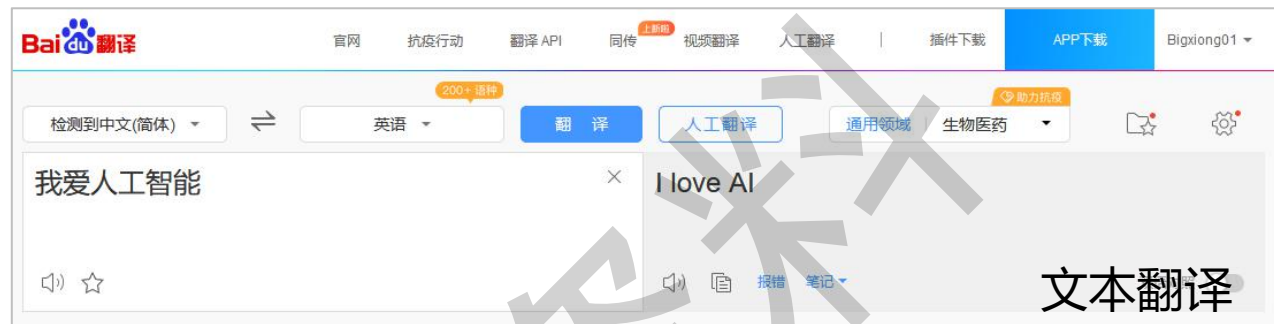 Bai du 翻译 官网 抗疫行动 翻译 API 同传 上新啦 视频翻译 人工翻译 | 插件下载 APP下载 Bigxiong01
200+ 语种 助力抗疫
检测到中文(简体) 英语 翻 译 人工翻译 通用领域 | 生物医药
我爱人工智能 × I love AI
报错 笔记
文本翻译